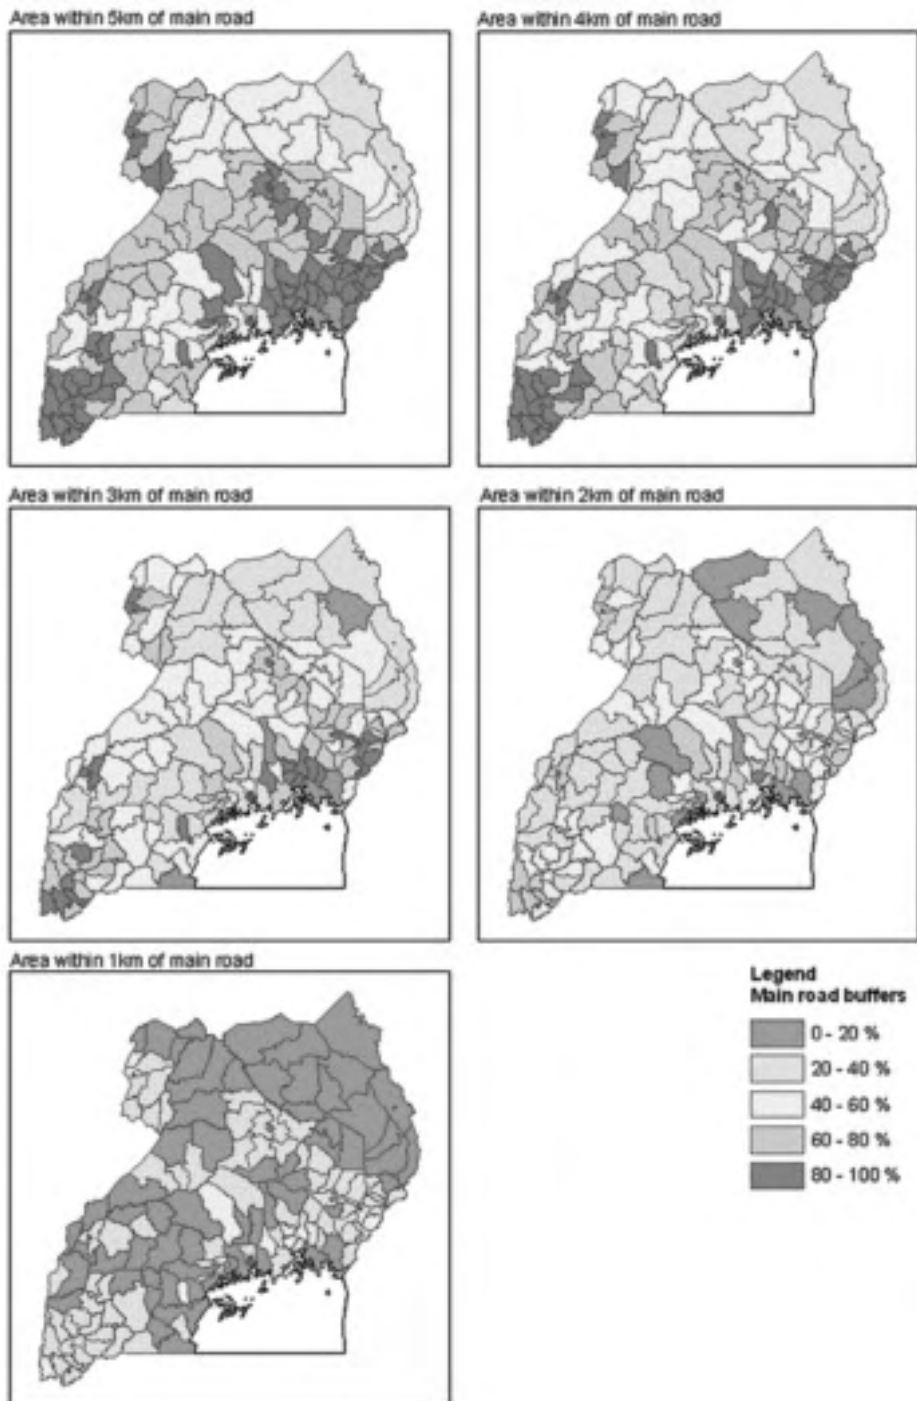 Area within 5km of main road
Area within 4km of main road
Area within 3km of main road
Area within 2km of main road
Area within 1km of main road
Legend
Main road buffers
0 - 20 %
20 - 40 %
40 - 60 %
60 - 80 %
80 - 100 %